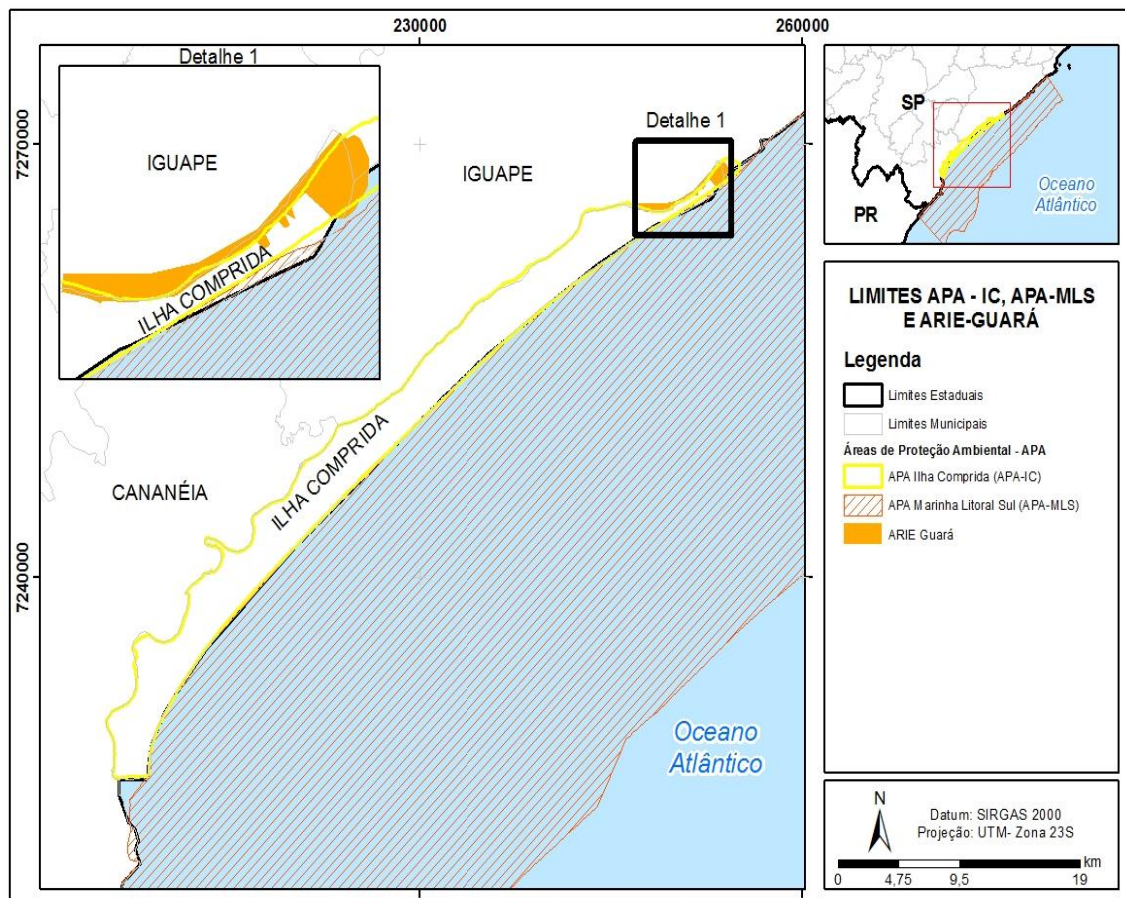 230000
260000
7270000
7240000
Detalhe 1
IGUAPE
ILHA COMPRIDA
Detalhe 1
IGUAPE
CANANÉIA
ILHA COMPRIDA
Oceano
Atlântico
SP
PR
Oceano
Atlântico
LIMITES APA - IC, APA-MLS
E ARIE-GUARÁ
Legenda
Limites Estaduais
Limites Municipais
Áreas de Proteção Ambiental - APA
APA Ilha Comprida (APA-IC)
APA Marinha Litoral Sul (APA-MLS)
ARIE Guará
N
Datum: SIRGAS 2000
Projeção: UTM- Zona 23S
km
0 4,75 9,5 19